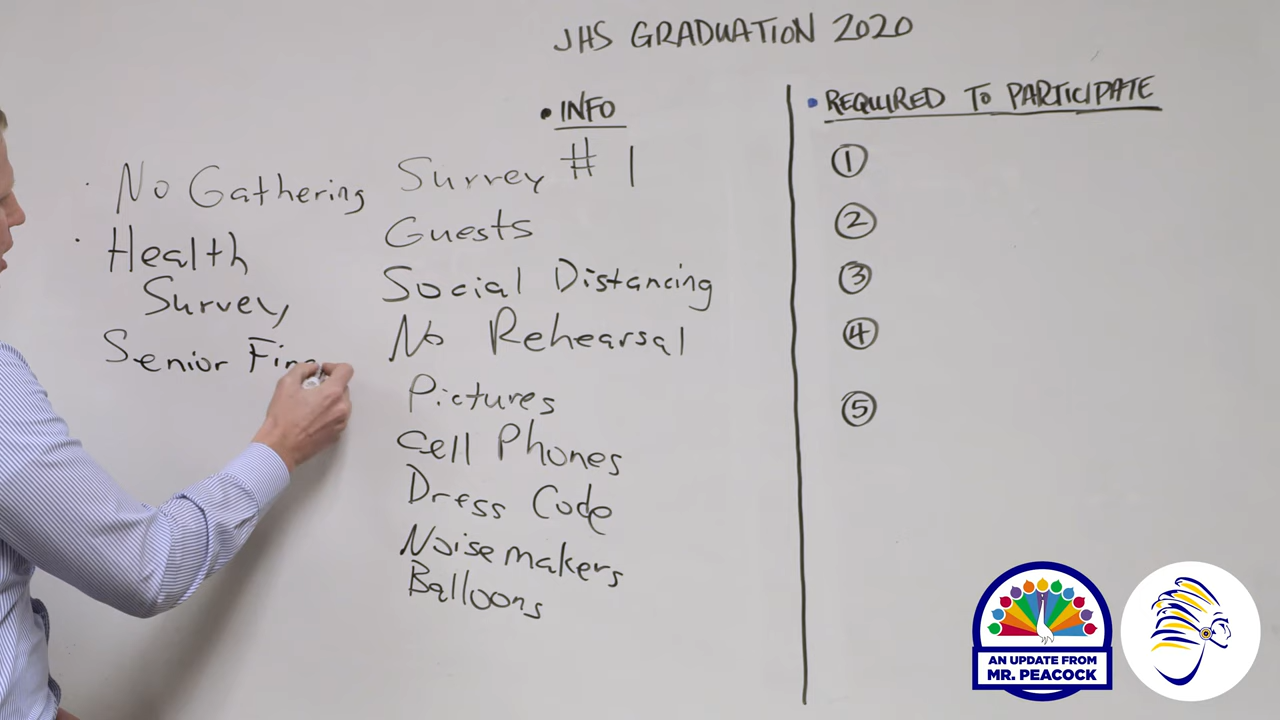 JHS GRADUATION 2020
• INFO
# 1
· No Gathering
· Health
Survey
Senior
Survey
Guests
Social Distancing
No Rehearsal
Pictures
Cell Phones
Dress Code
Noisemakers
Balloons
• REQUIRED TO PARTICIPATE
①
②
③
④
⑤
AN UPDATE FROM
MR. PEACOCK